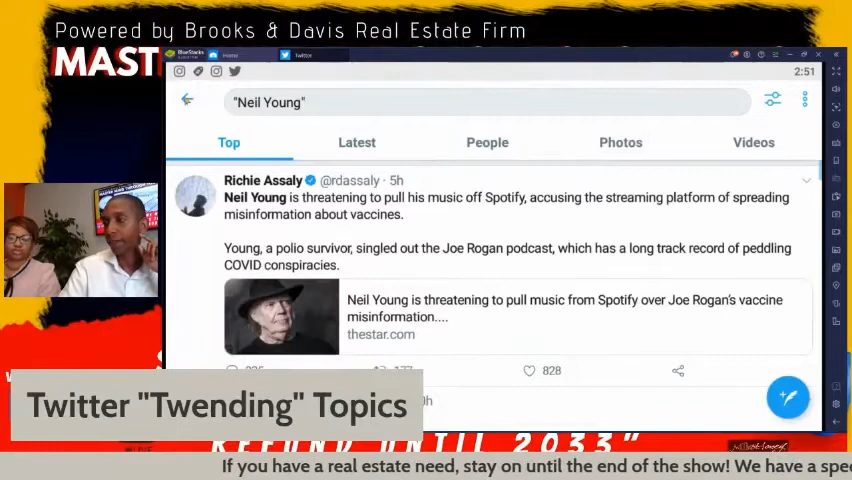 Powered by Brooks & Davis Real Estate Firm
MAST
BlueStacks
Home
Twitter
2:51
"Neil Young"
Top
Latest
People
Photos
Videos
Richie Assaly @rdassaly · 5h
Neil Young is threatening to pull his music off Spotify, accusing the streaming platform of spreading
misinformation about vaccines.
Young, a polio survivor, singled out the Joe Rogan podcast, which has a long track record of peddling
COVID conspiracies.
Neil Young is threatening to pull music from Spotify over Joe Rogan's vaccine
misinformation....
thestar.com
828
Twitter "Twending" Topics
REFUND UNTIL 2033"
If you have a real estate need, stay on until the end of the show! We have a spe